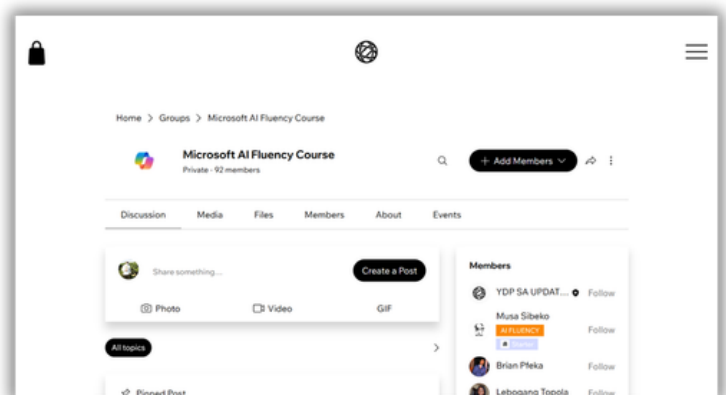 Home > Groups > Microsoft AI Fluency Course
Microsoft AI Fluency Course
Private · 92 members
+ Add Members
Discussion Media Files Members About Events
Share something...
Create a Post
Photo Video GIF
All topics
Pinned Post
Members
YDP SA UPDAT... Follow
Musa Sibeko
AI FLUENCY
Follow
Brian Pfeka Follow
Lebogang Topola Follow